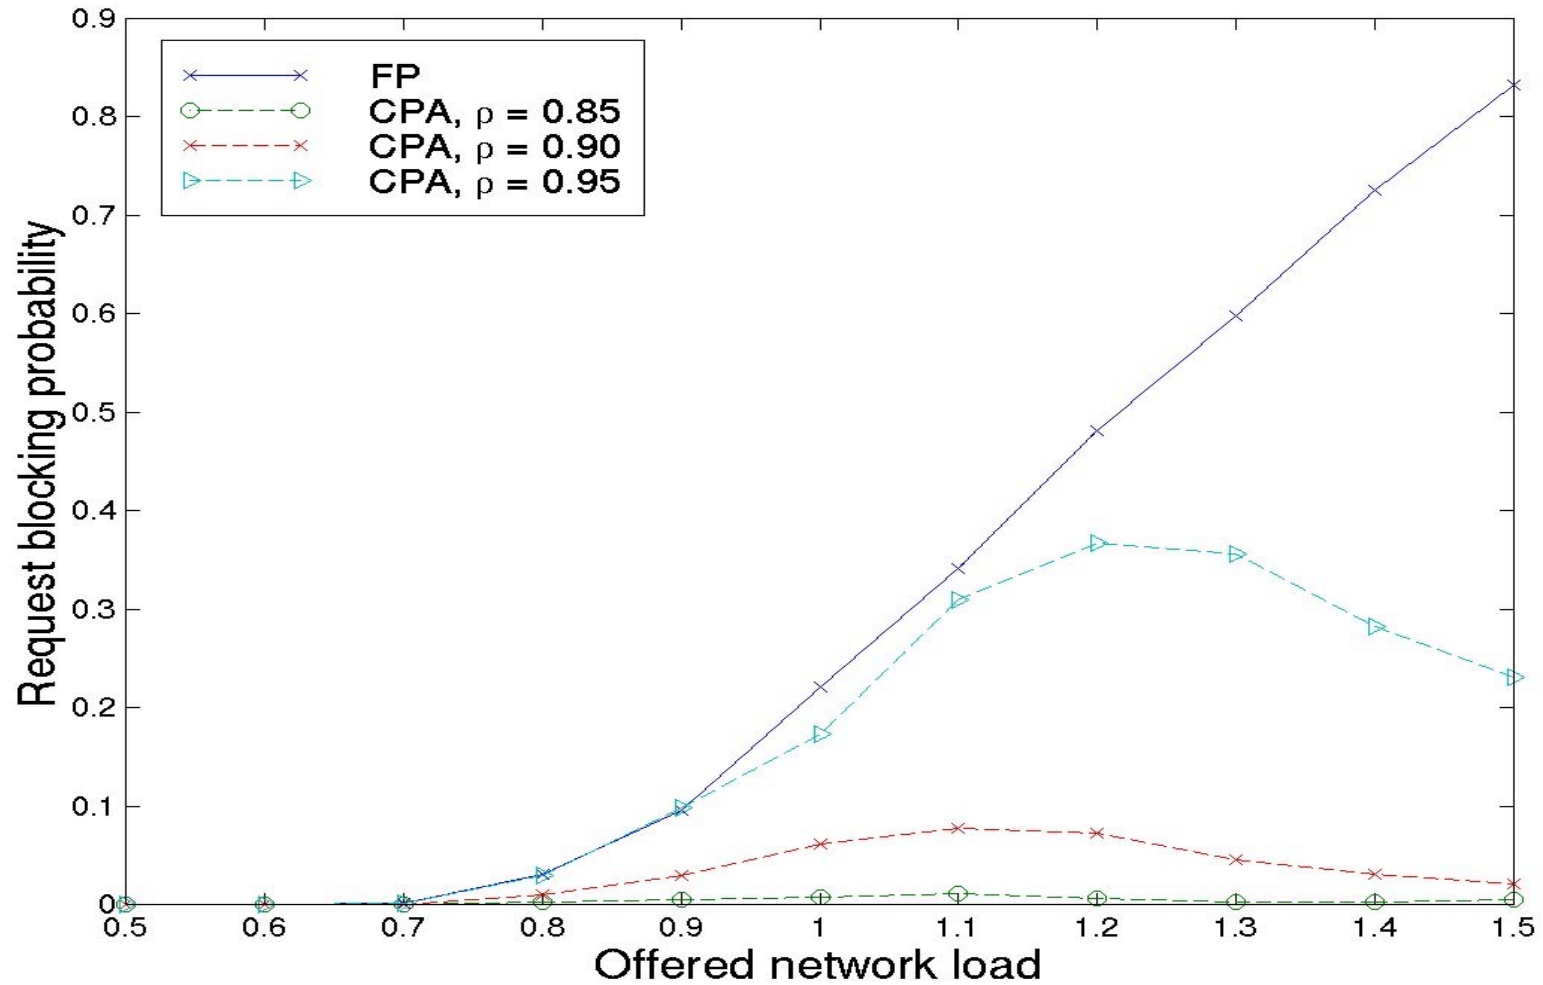 0.9
0.8
0.7
0.6
0.5
0.4
0.3
0.2
0.1
0
Request blocking probability
FP
CPA, ρ = 0.85
CPA, ρ = 0.90
CPA, ρ = 0.95
0.5 0.6 0.7 0.8 0.9 1 1.1 1.2 1.3 1.4 1.5
Offered network load